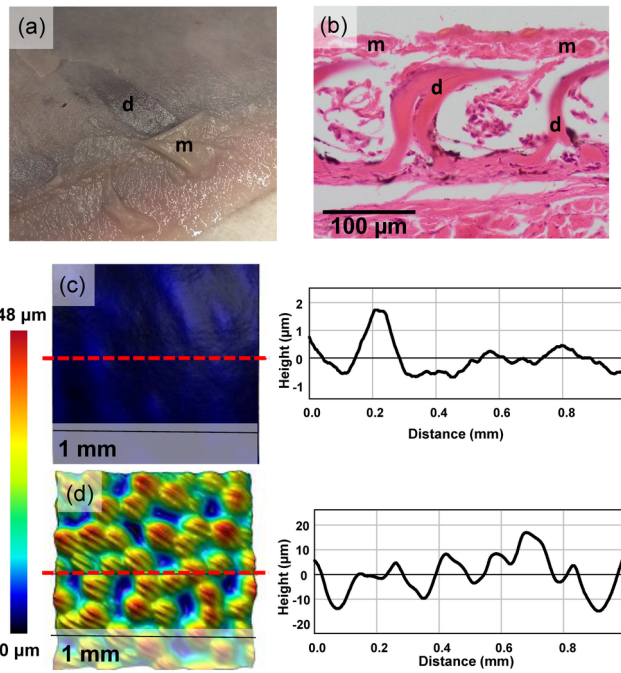 (a)
d
m
(b)
m
m
d
d
100 µm
48 µm
(c)
1 mm
0 µm
(d)
1 mm
Height (µm)
2
1
0
-1
0.0
0.2
0.4
0.6
0.8
Distance (mm)
Height (µm)
20
10
0
-10
-20
0.0
0.2
0.4
0.6
0.8
Distance (mm)